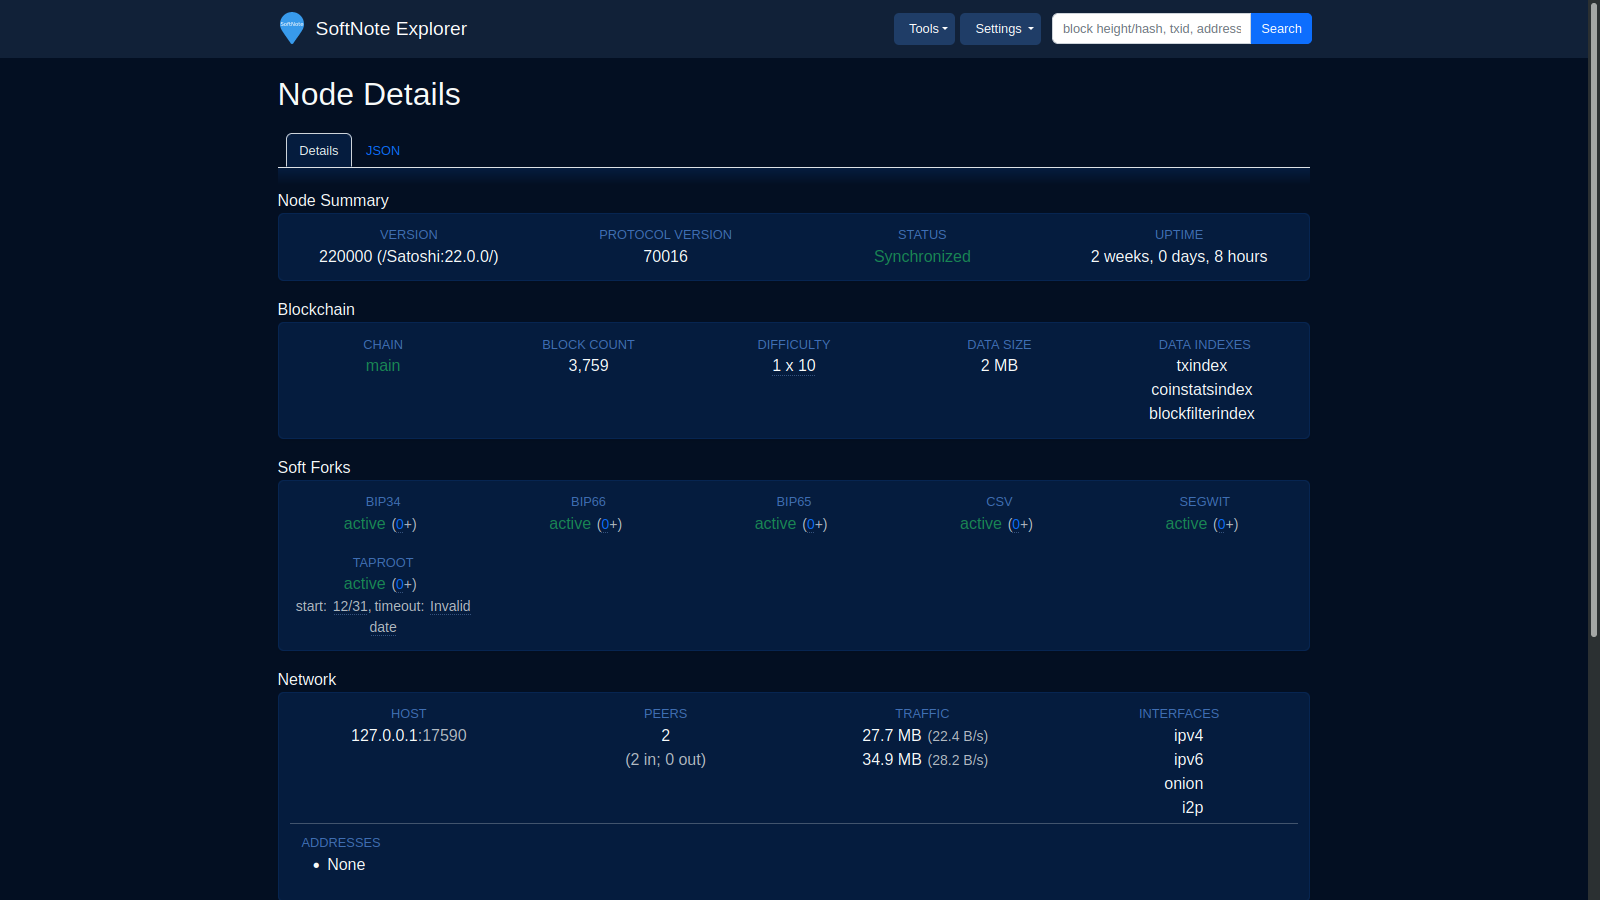 SoftNote
SoftNote Explorer
Tools
Settings
block height/hash, txid, address
Search
Node Details
Details
JSON
Node Summary
VERSION
220000 (/Satoshi:22.0.0/)
PROTOCOL VERSION
70016
STATUS
Synchronized
UPTIME
2 weeks, 0 days, 8 hours
Blockchain
CHAIN
main
BLOCK COUNT
3,759
DIFFICULTY
1 x 10
DATA SIZE
2 MB
DATA INDEXES
txindex
coinstatsindex
blockfilterindex
Soft Forks
BIP34
active (0+)
BIP66
active (0+)
BIP65
active (0+)
CSV
active (0+)
SEGWIT
active (0+)
TAPROOT
active (0+)
start: 12/31, timeout: Invalid
date
Network
HOST
127.0.0.1:17590
PEERS
2
(2 in; 0 out)
TRAFFIC
27.7 MB (22.4 B/s)
34.9 MB (28.2 B/s)
INTERFACES
ipv4
ipv6
onion
i2p
ADDRESSES
• None